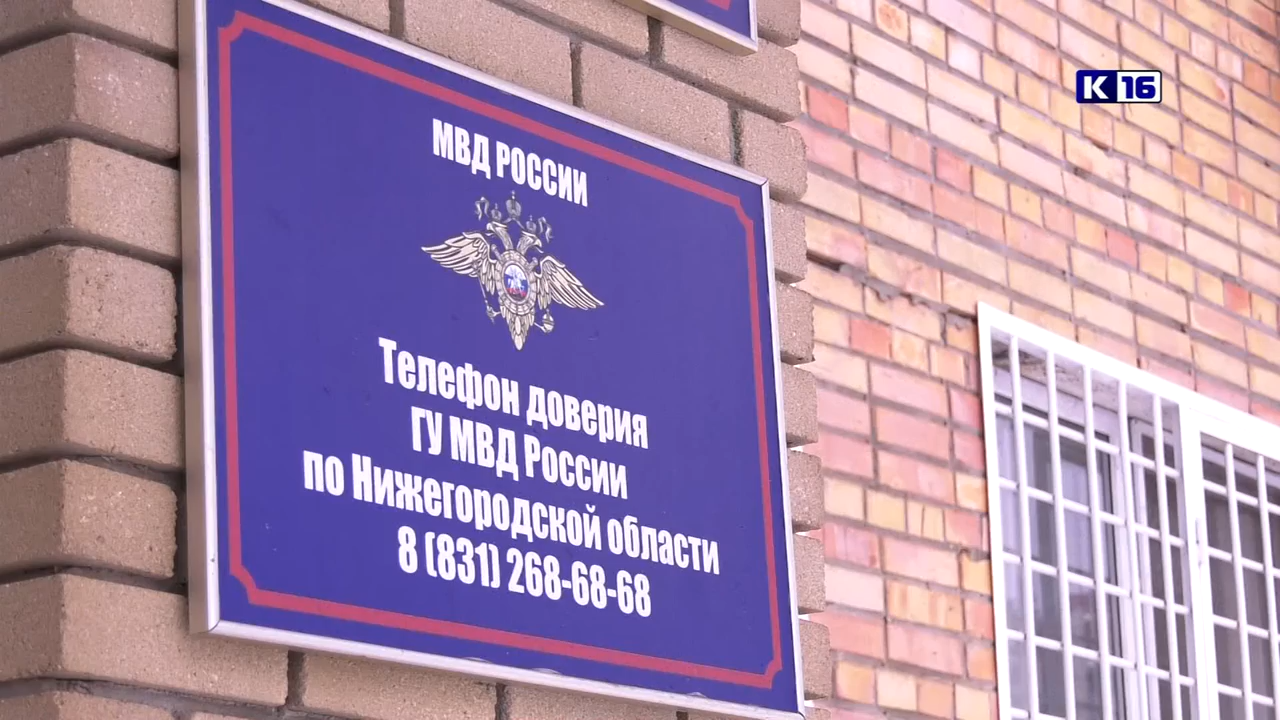 К 16
МВД РОССИИ
Телефон доверия
ГУ МВД России
по Нижегородской области
8 (831) 268-68-68